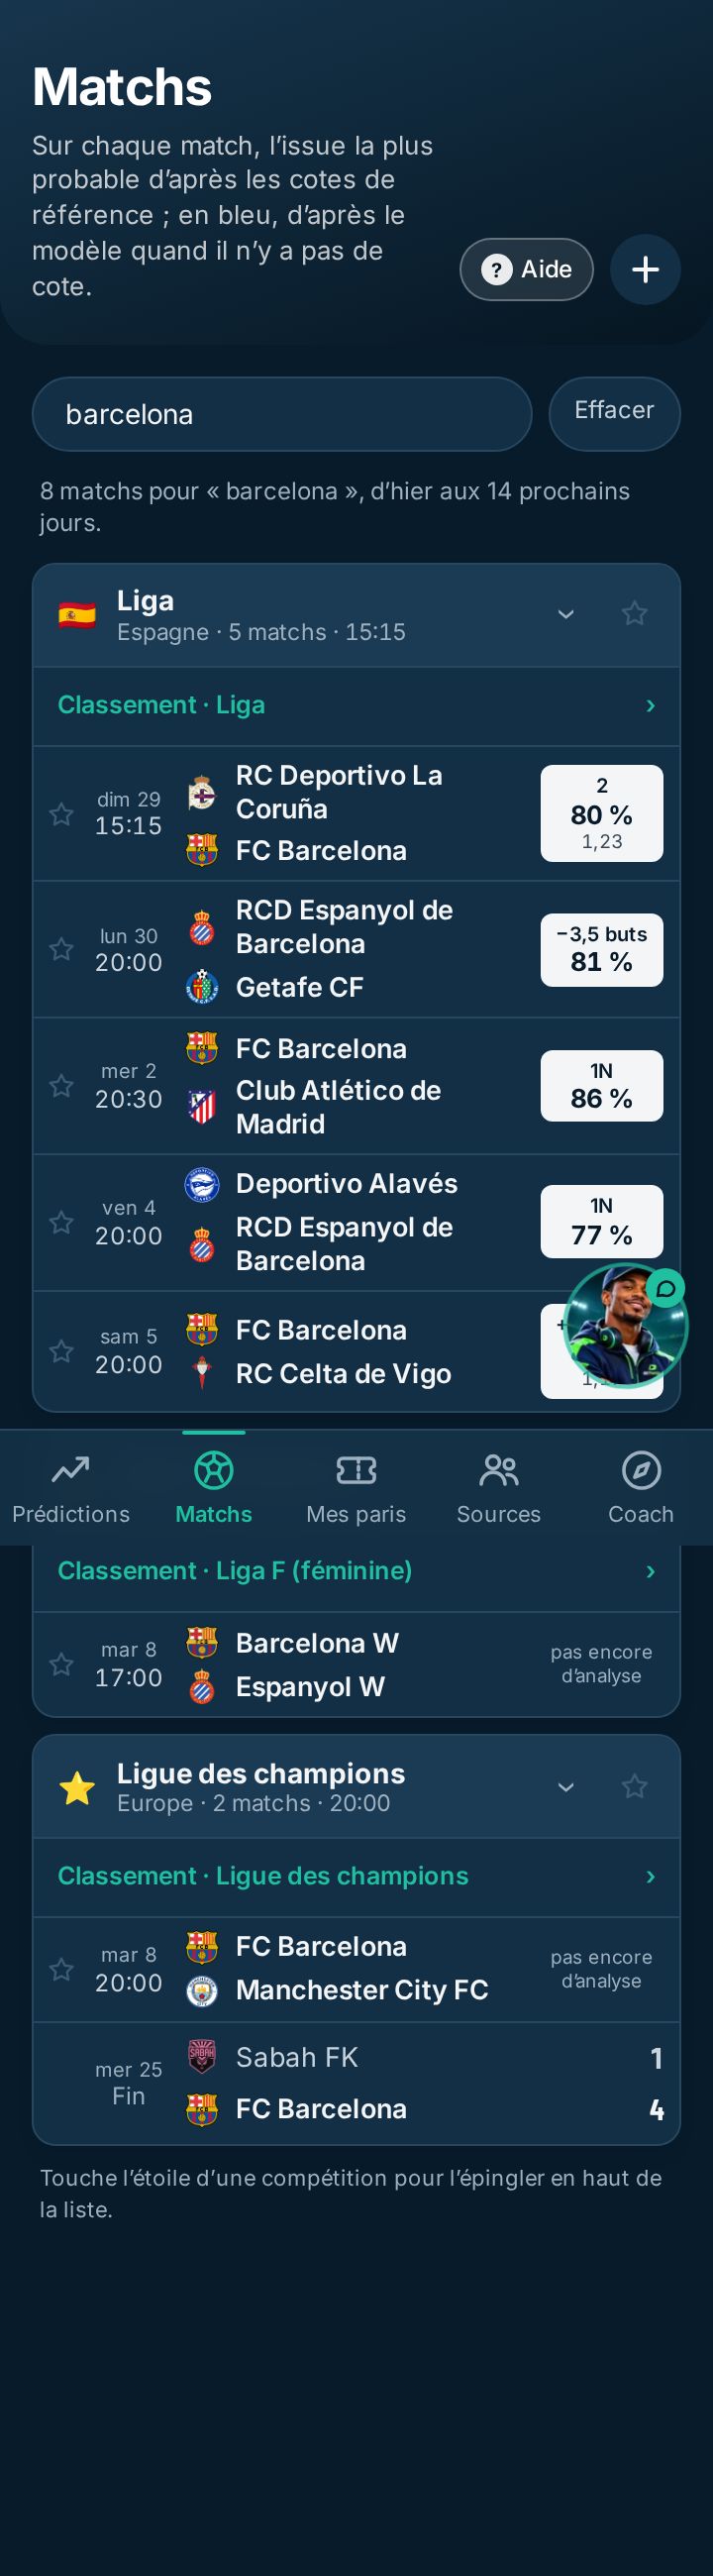 Matchs
Sur chaque match, l’issue la plus
probable d’après les cotes de
référence ; en bleu, d’après le
modèle quand il n’y a pas de
cote.
? Aide
barcelona
Effacer
8 matchs pour « barcelona », d’hier aux 14 prochains
jours.
Liga
Espagne · 5 matchs · 15:15
Classement · Liga
dim 29
15:15
RC Deportivo La
Coruña
FC Barcelona
2
80 %
1,23
lun 30
20:00
RCD Espanyol de
Barcelona
Getafe CF
−3,5 buts
81 %
mer 2
20:30
FC Barcelona
Club Atlético de
Madrid
1N
86 %
ven 4
20:00
Deportivo Alavés
RCD Espanyol de
Barcelona
1N
77 %
sam 5
20:00
FC Barcelona
RC Celta de Vigo
Prédictions
Matchs
Mes paris
Sources
Coach
Classement · Liga F (féminine)
mar 8
17:00
Barcelona W
Espanyol W
pas encore
d’analyse
Ligue des champions
Europe · 2 matchs · 20:00
Classement · Ligue des champions
mar 8
20:00
FC Barcelona
Manchester City FC
pas encore
d’analyse
mer 25
Fin
Sabah FK
1
FC Barcelona
4
Touche l’étoile d’une compétition pour l’épingler en haut de
la liste.